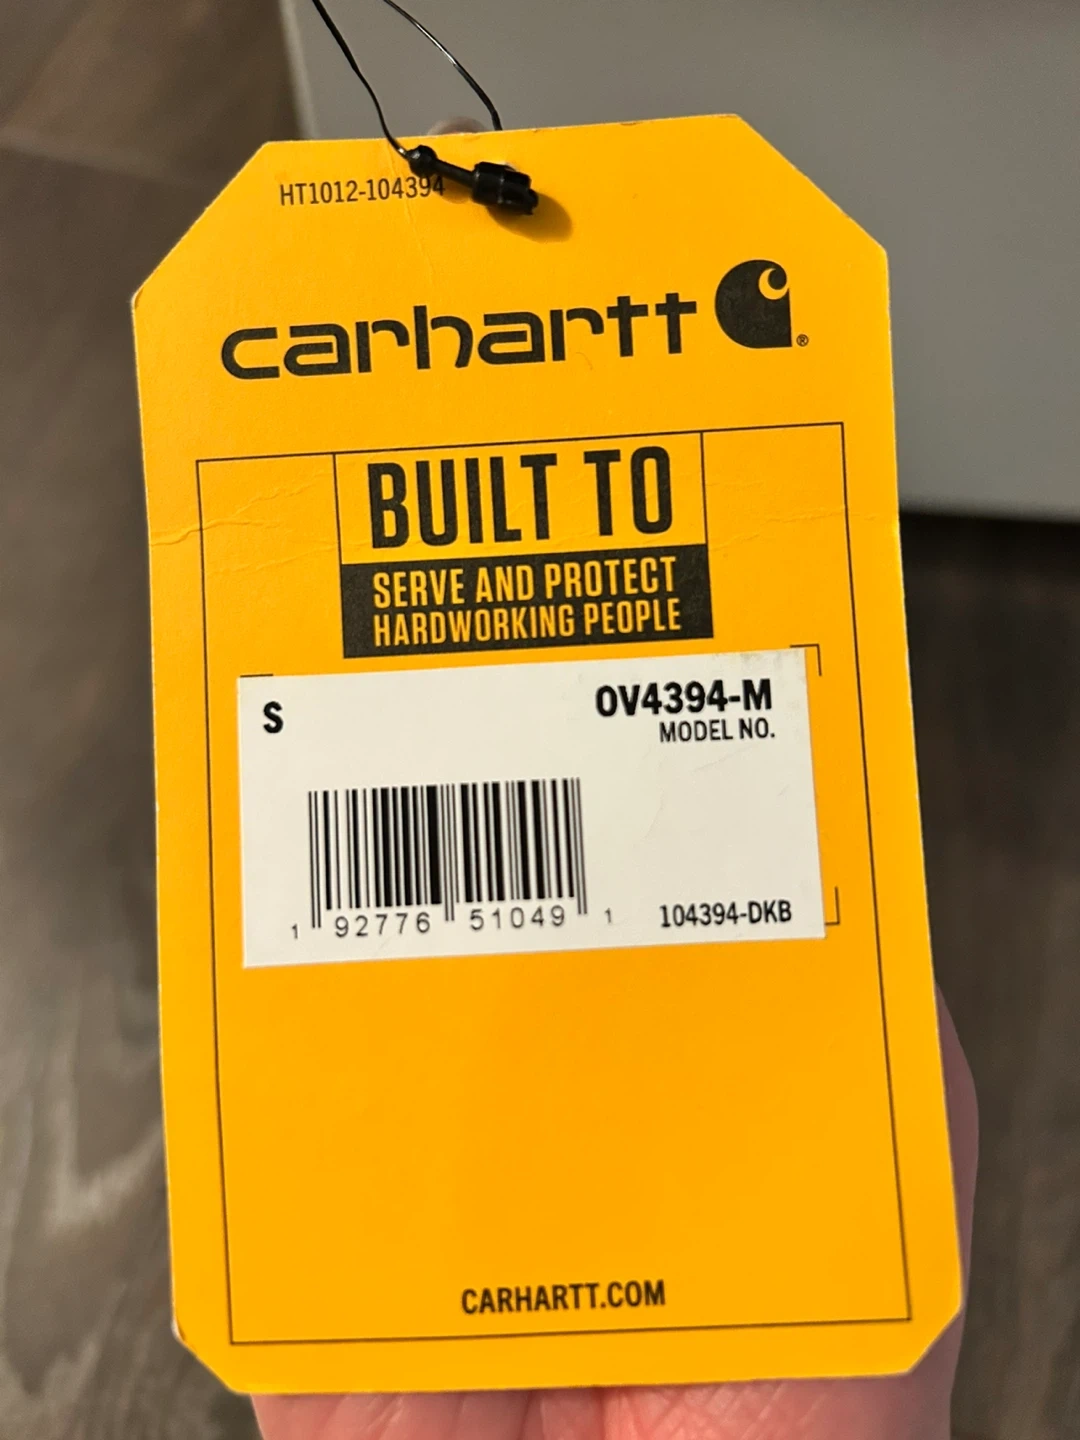 HT1012-104394
carhartt ®
BUILT TO
SERVE AND PROTECT
HARDWORKING PEOPLE
S
OV4394-M
MODEL NO.
1 92776 51049 1
104394-DKB
CARHARTT.COM